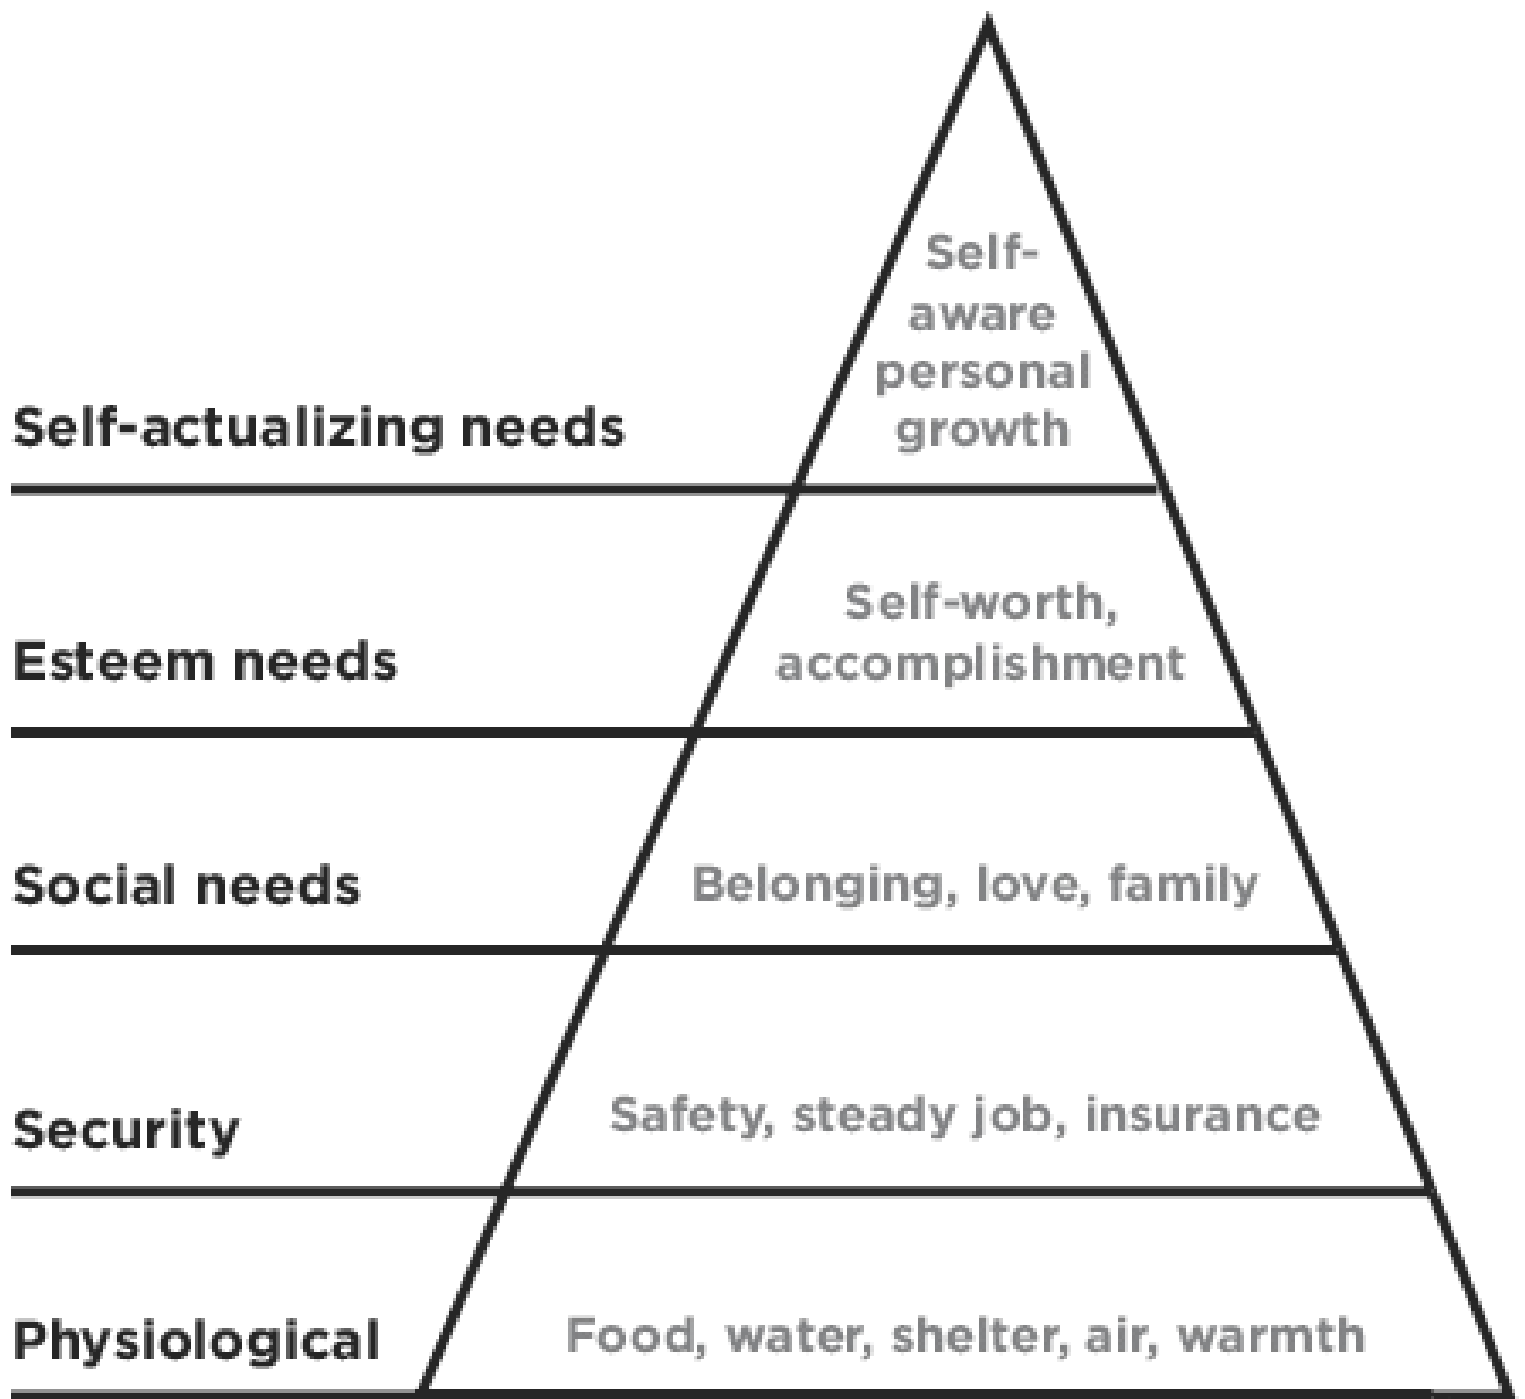 Self-
aware
personal
growth
Self-actualizing needs
Self-worth,
accomplishment
Esteem needs
Social needs
Belonging, love, family
Security
Safety, steady job, insurance
Physiological
Food, water, shelter, air, warmth